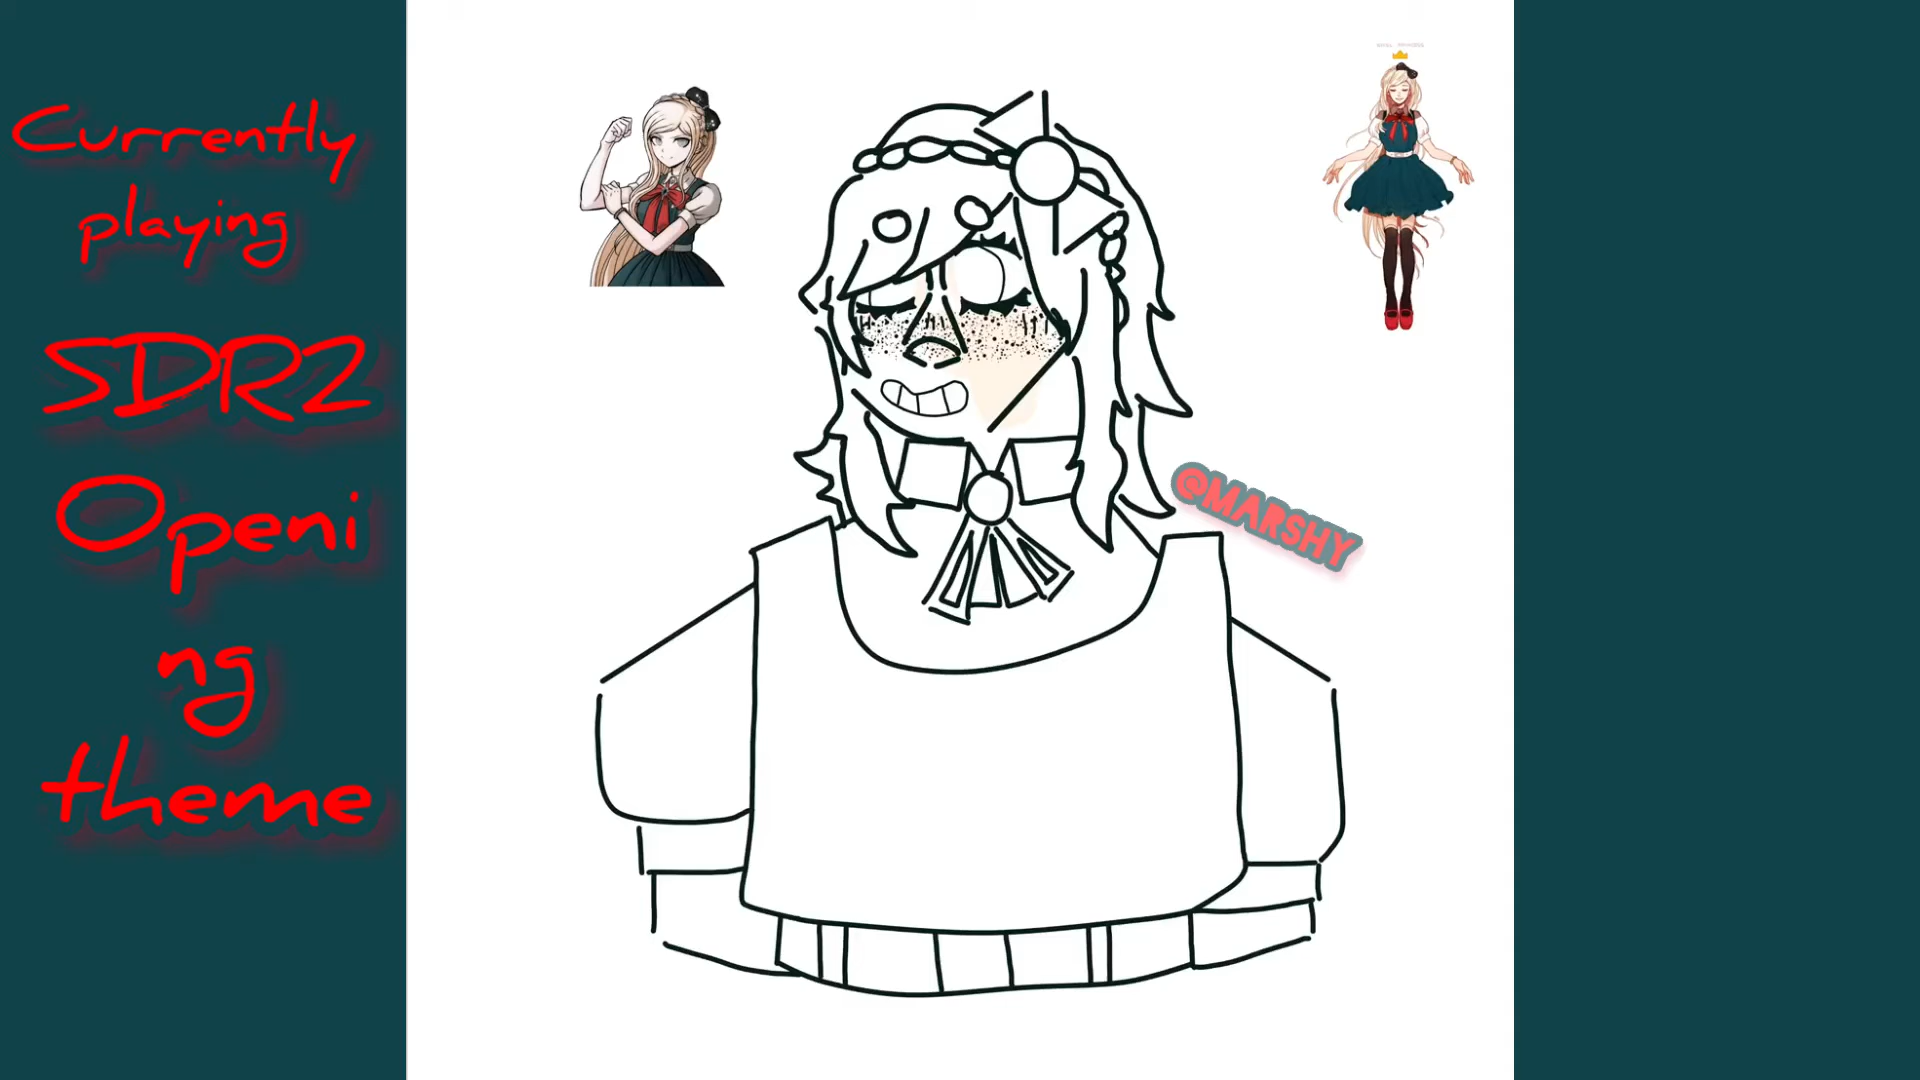 Currently
playing
SDR2
Openi
ng
theme
@MARSHY